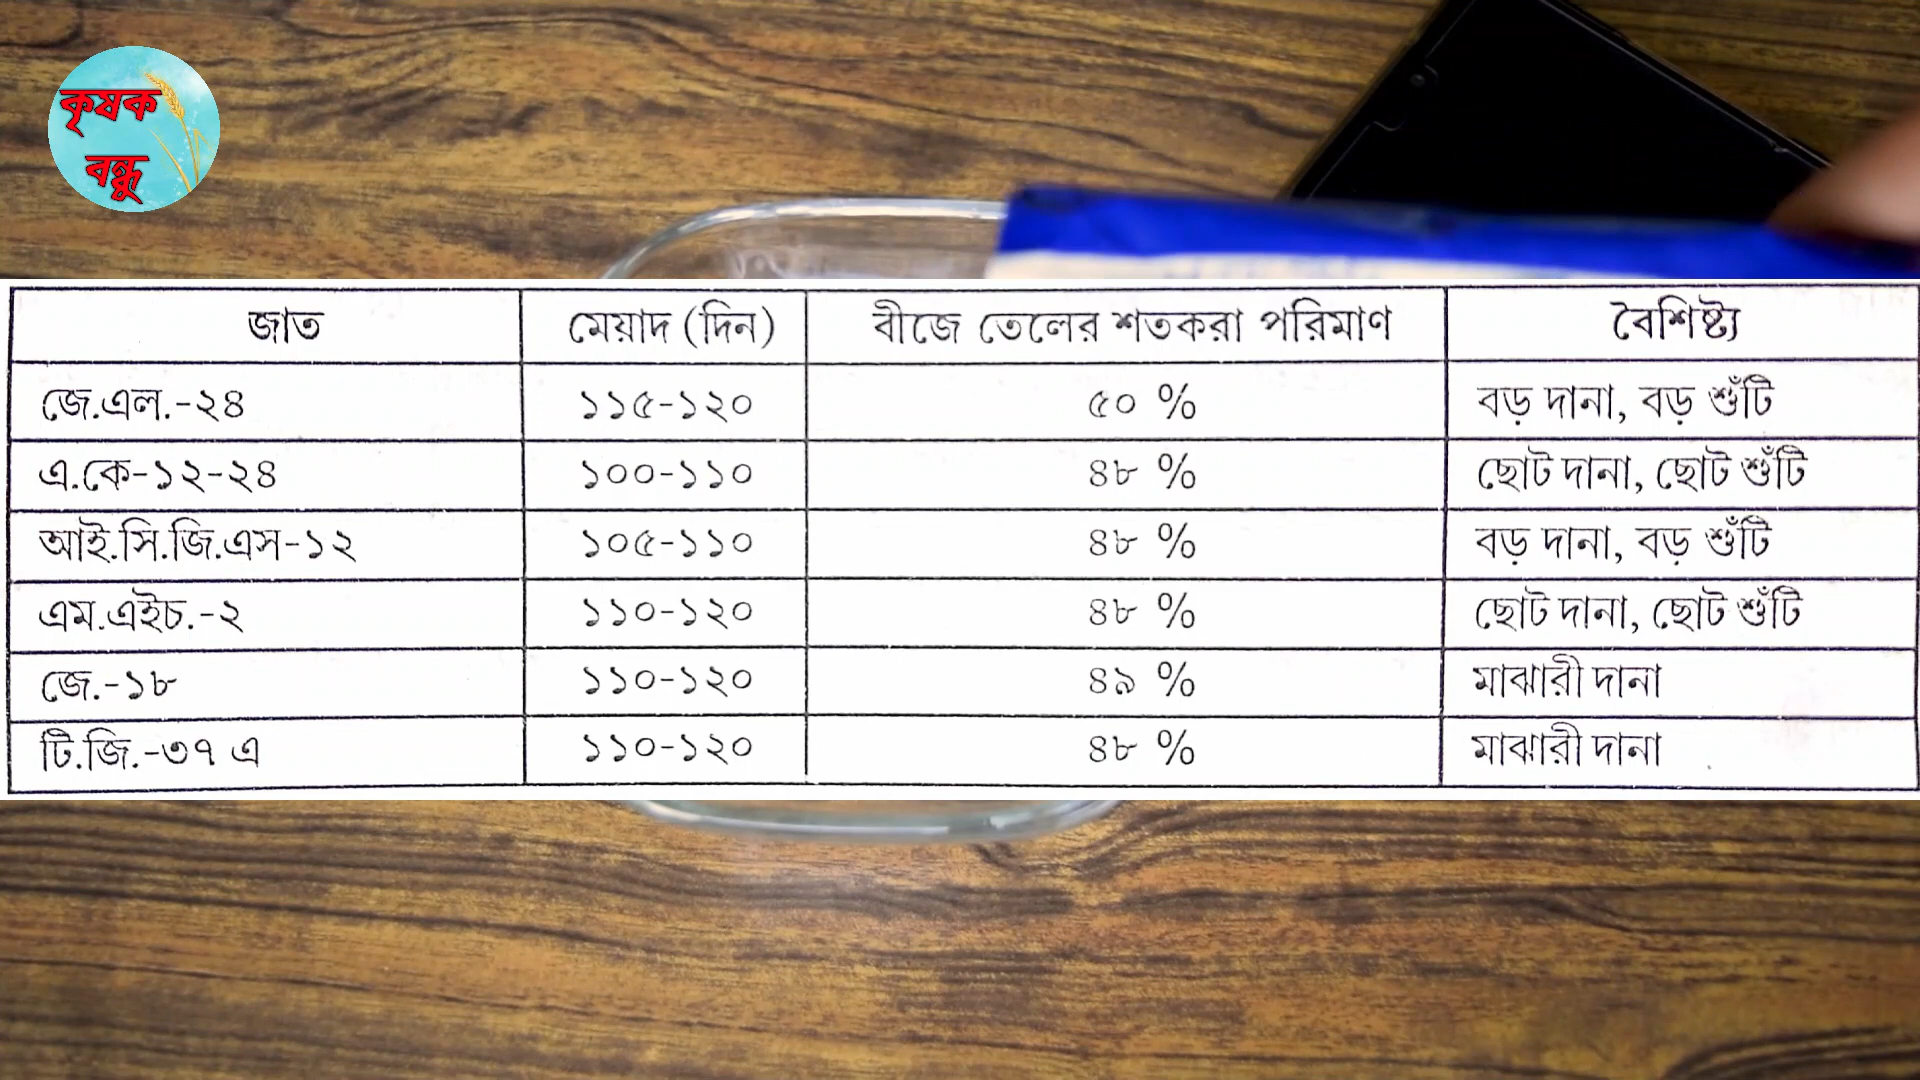 কৃষক
বন্ধু
জাত মেয়াদ (দিন) বীজে তেলের শতকরা পরিমাণ বৈশিষ্ট্য
জে.এল.-২৪ ১১৫-১২০ ৫০ % বড় দানা, বড় শুঁটি
এ.কে-১২-২৪ ১০০-১১০ ৪৮ % ছোট দানা, ছোট শুঁটি
আই.সি.জি.এস-১২ ১০৫-১১০ ৪৮ % বড় দানা, বড় শুঁটি
এম.এইচ.-২ ১১০-১২০ ৪৮ % ছোট দানা, ছোট শুঁটি
জে.-১৮ ১১০-১২০ ৪৯ % মাঝারী দানা
টি.জি.-৩৭ এ ১১০-১২০ ৪৮ % মাঝারী দানা